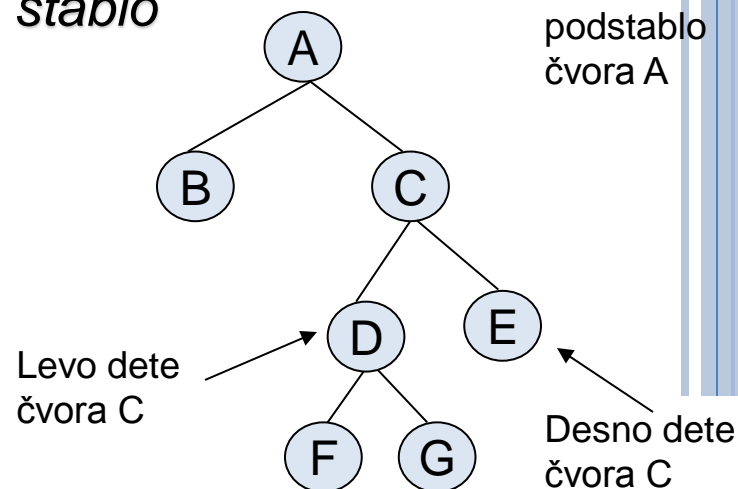 stablo
podstablo
čvora A
A
B
C
D
E
Levo dete
čvora C
F
G
Desno dete
čvora C